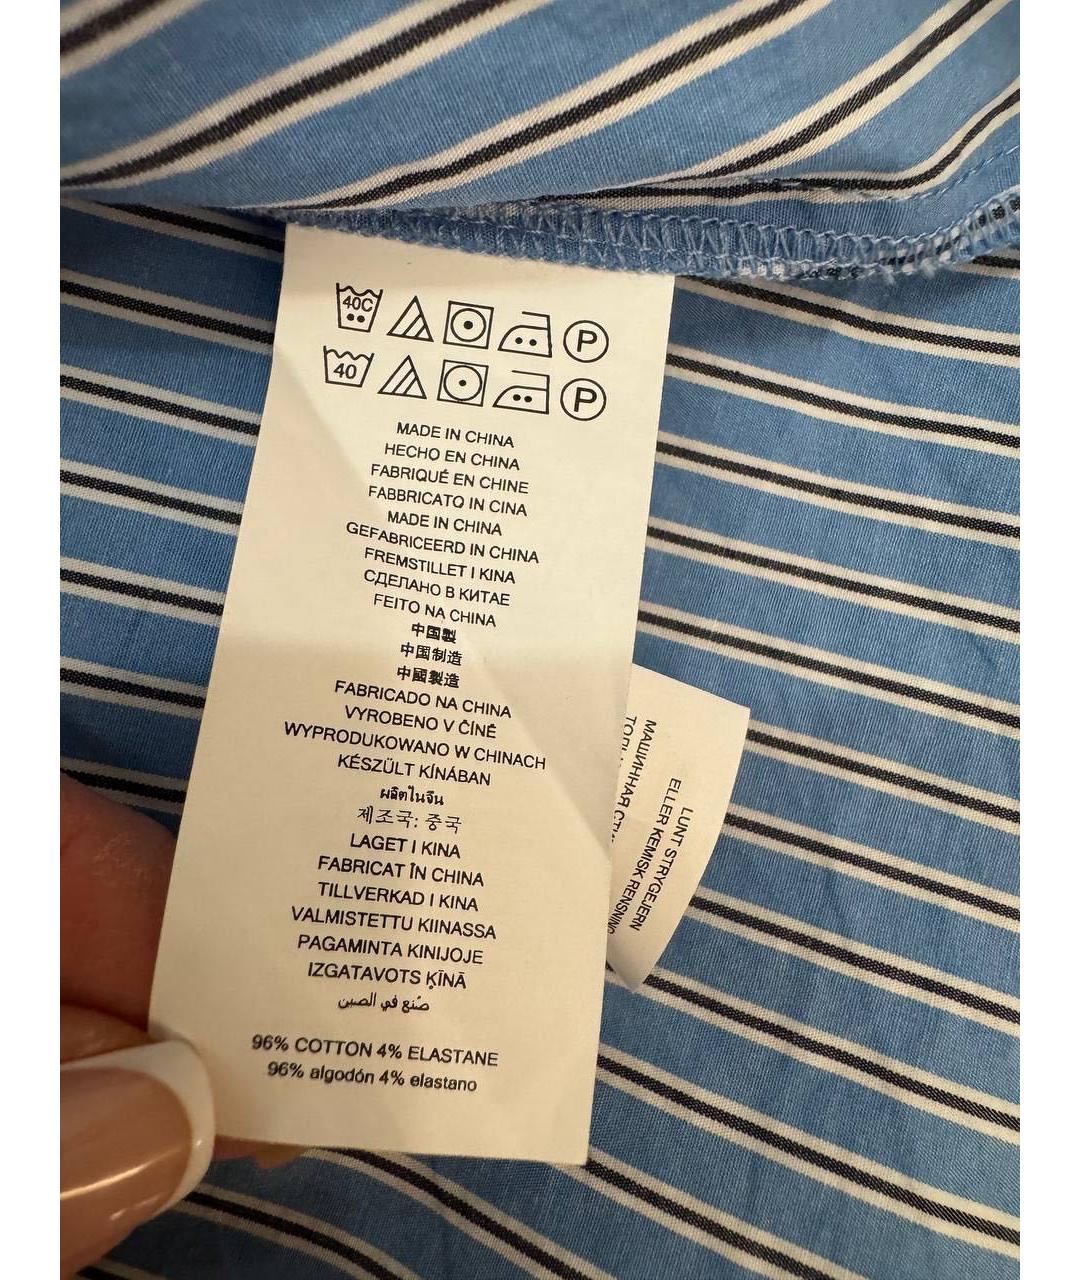 40C P
40 P
MADE IN CHINA
HECHO EN CHINA
FABRIQUÉ EN CHINE
FABBRICATO IN CINA
MADE IN CHINA
GEFABRICEERD IN CHINA
FREMSTILLET I KINA
СДЕЛАНО В КИТАЕ
FEITO NA CHINA
中国製
中国制造
中國製造
FABRICADO NA CHINA
VYROBENO V ČÍNĚ
WYPRODUKOWANO W CHINACH
KÉSZÜLT KÍNÁBAN
ผลิตในจีน
제조국: 중국
LAGET I KINA
FABRICAT ÎN CHINA
TILLVERKAD I KINA
VALMISTETTU KIINASSA
PAGAMINTA KINIJOJE
IZGATAVOTS ĶĪNĀ
صُنع في الصين
96% COTTON 4% ELASTANE
96% algodón 4% elastano
LUNT STRYGEJERN
ELLER KEMISK RENSNING
МАШИННАЯ